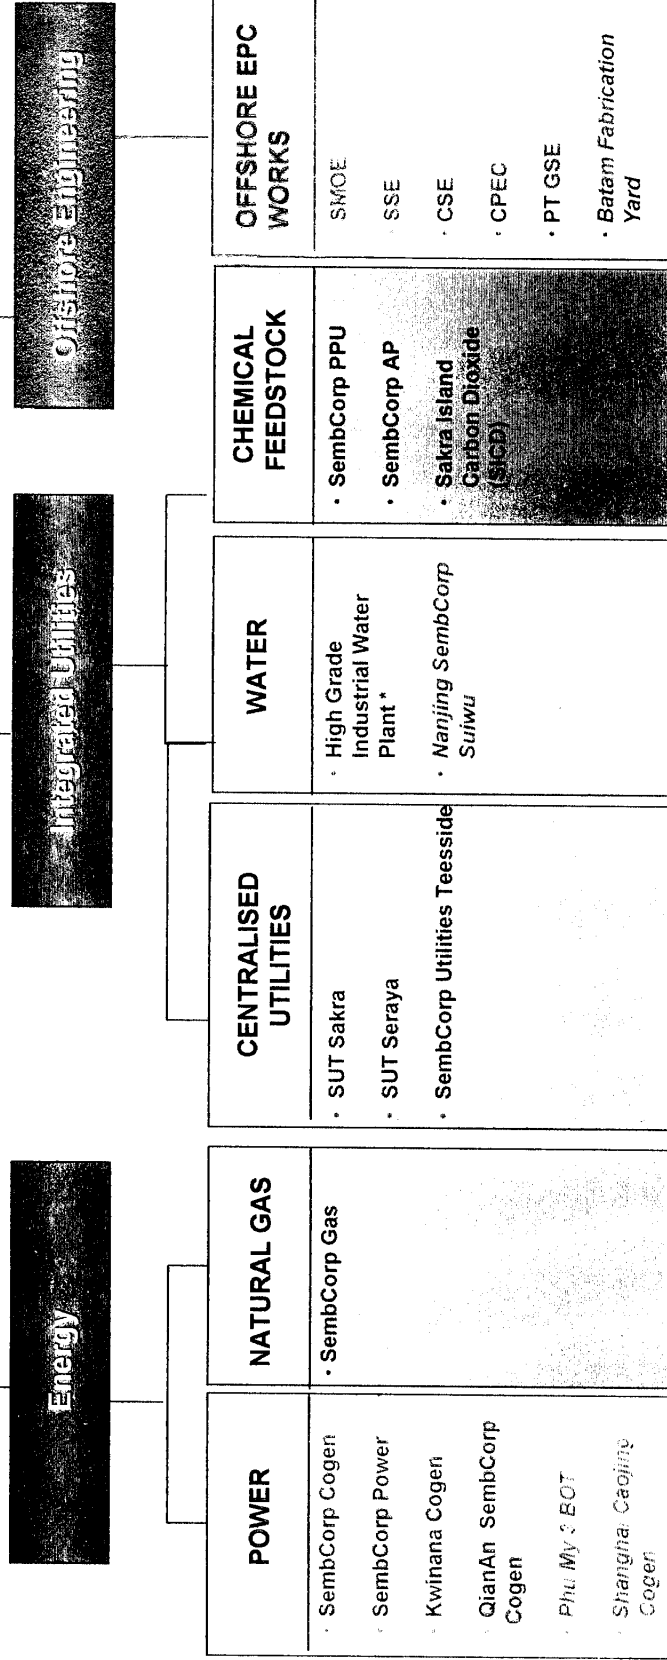 Energy
Integrated Utilities
Offshore Engineering
POWER
· SembCorp Cogen
· SembCorp Power
· Kwinana Cogen
· QianAn SembCorp
Cogen
· Phu My 3 BOT
· Shanghai Caojing
Cogen
NATURAL GAS
· SembCorp Gas
CENTRALISED
UTILITIES
· SUT Sakra
· SUT Seraya
· SembCorp Utilities Teesside
WATER
· High Grade
Industrial Water
Plant *
· Nanjing SembCorp
Suiwu
CHEMICAL
FEEDSTOCK
· SembCorp PPU
· SembCorp AP
· Sakra Island
Carbon Dioxide
(SICD)
OFFSHORE EPC
WORKS
SMOE
· SSE
· CSE
· CPEC
· PT GSE
· Batam Fabrication
Yard